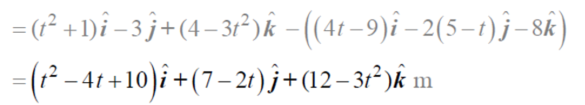 =(t² +1)î −3ĵ+(4−3t²)k̂ −((4t−9)î −2(5−t)ĵ−8k̂)
=(t² −4t+10)î+(7−2t)ĵ+(12−3t²)k̂ m